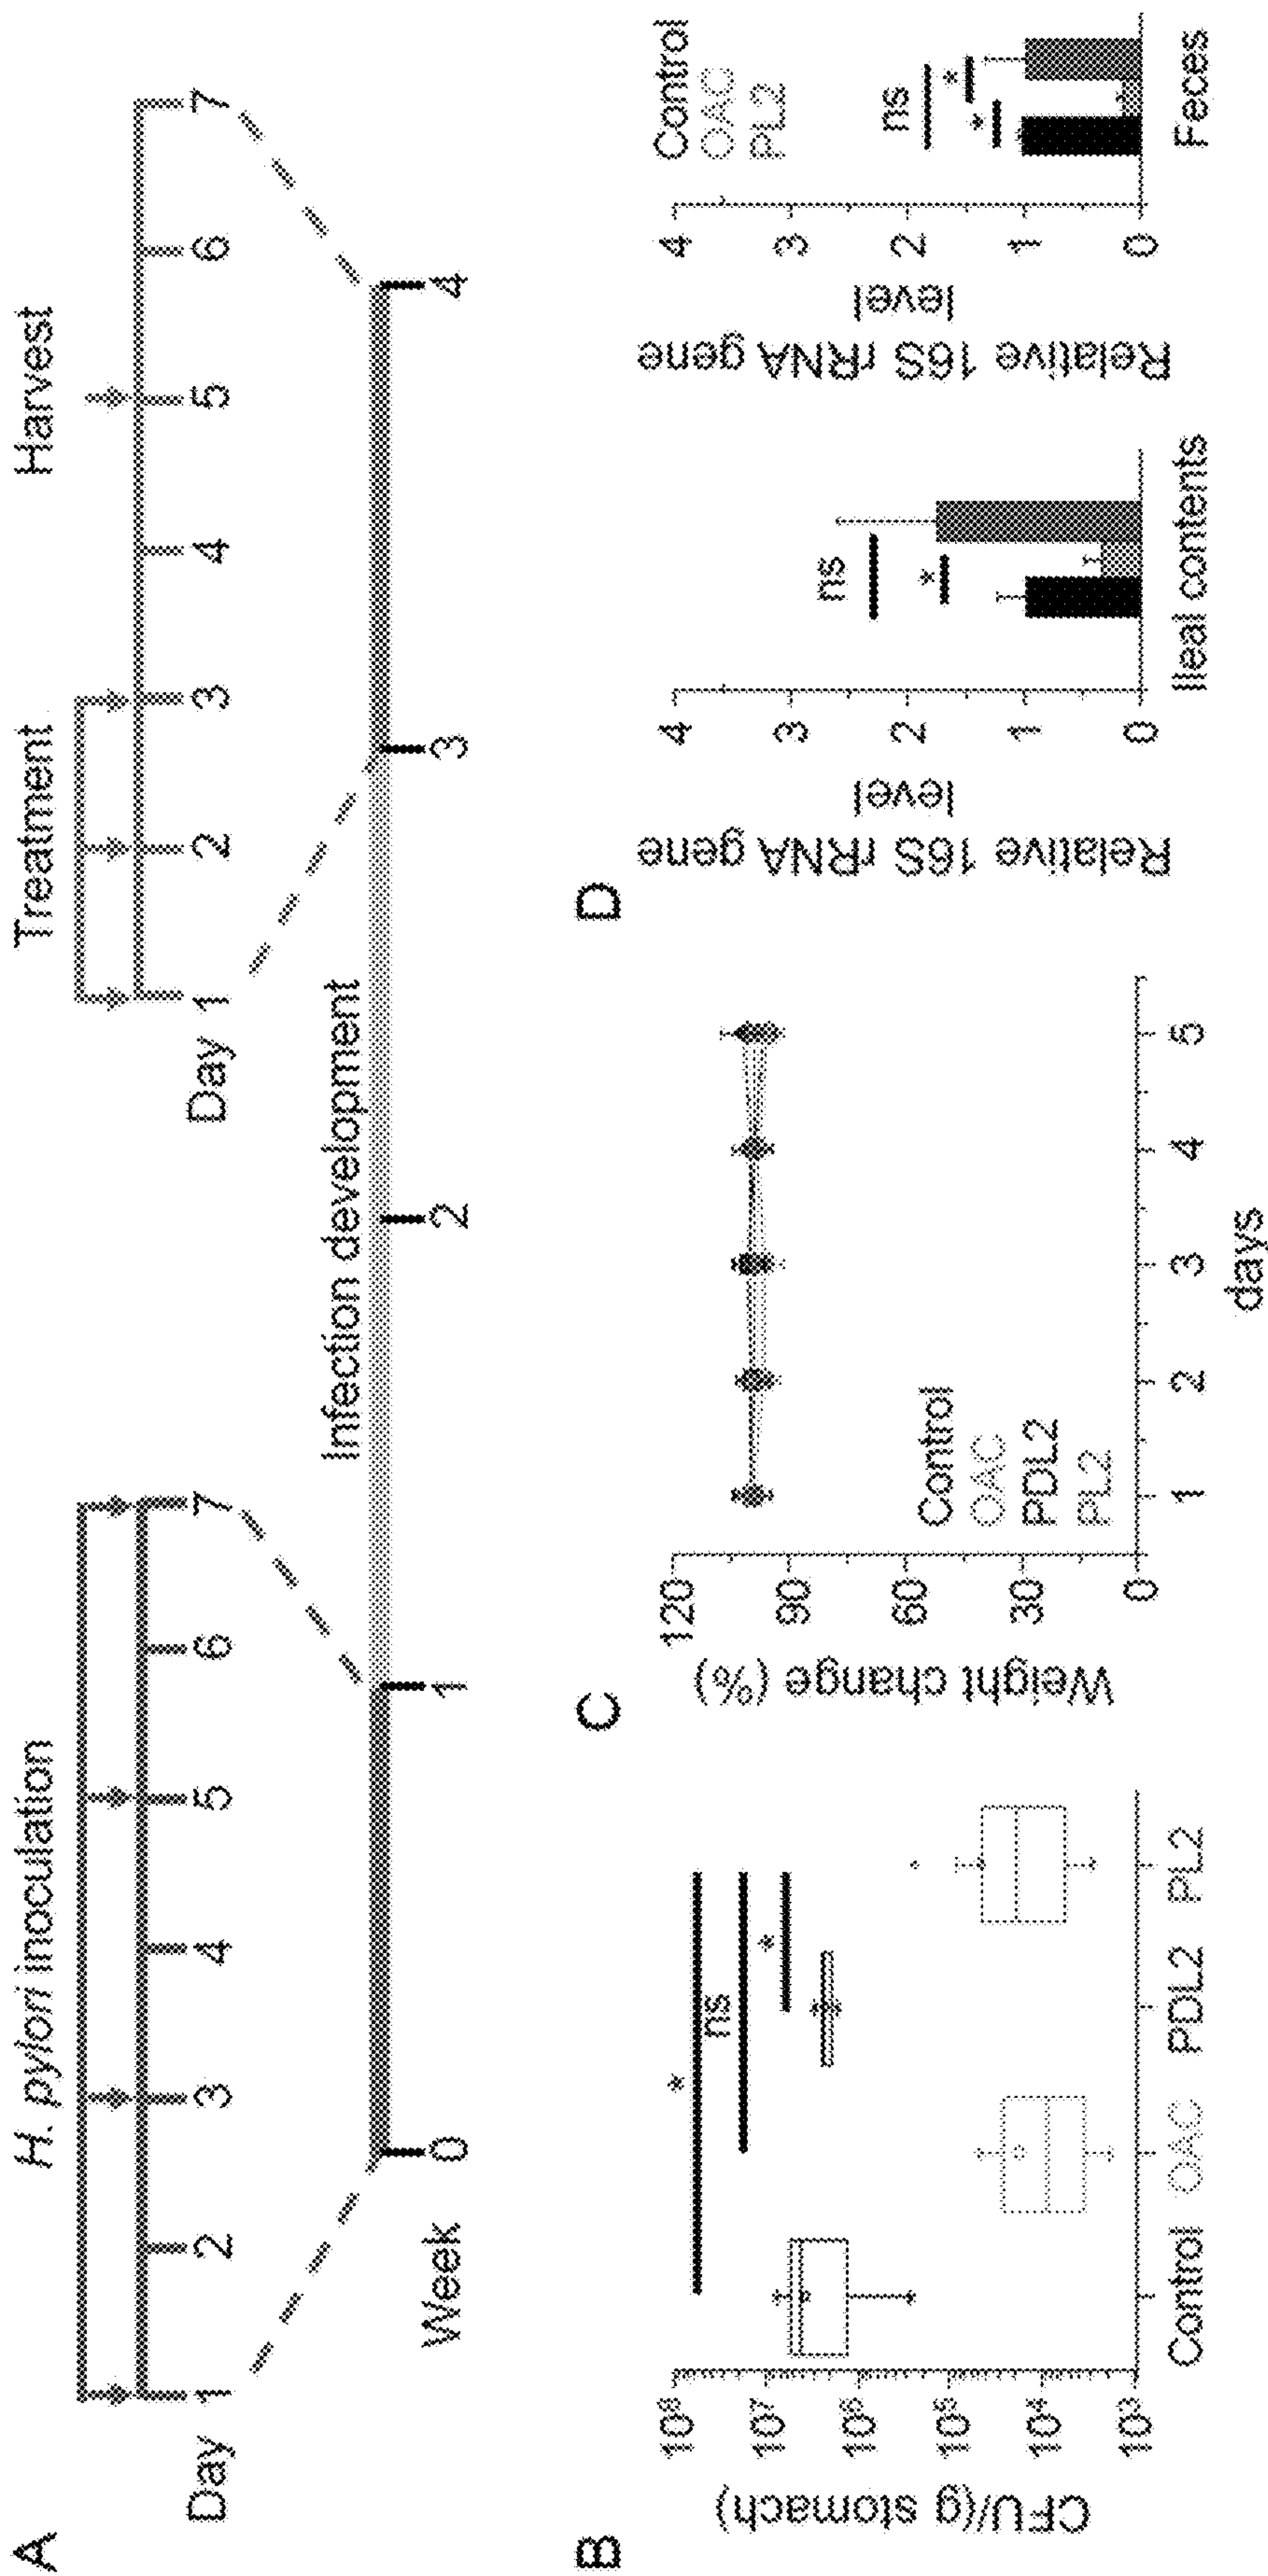 A
H. pylori inoculation
Treatment
Harvest
Day
1 2 3 4 5 6 7
Day
1 2 3 4 5 6 7
Infection development
Week
0 1 2 3 4
B
CFU/(g stomach)
10⁸
10⁷
10⁶
10⁵
10⁴
10³
*
ns
*
Control OAC PDL2 PL2
C
Weight change (%)
120
90
60
30
0
Control
OAC
PDL2
PL2
1 2 3 4 5
days
D
Relative 16S rRNA gene
level
4
3
2
1
0
ns
*
Ileal contents
Relative 16S rRNA gene
level
4
3
2
1
0
Control
OAC
PL2
ns
*
*
Feces